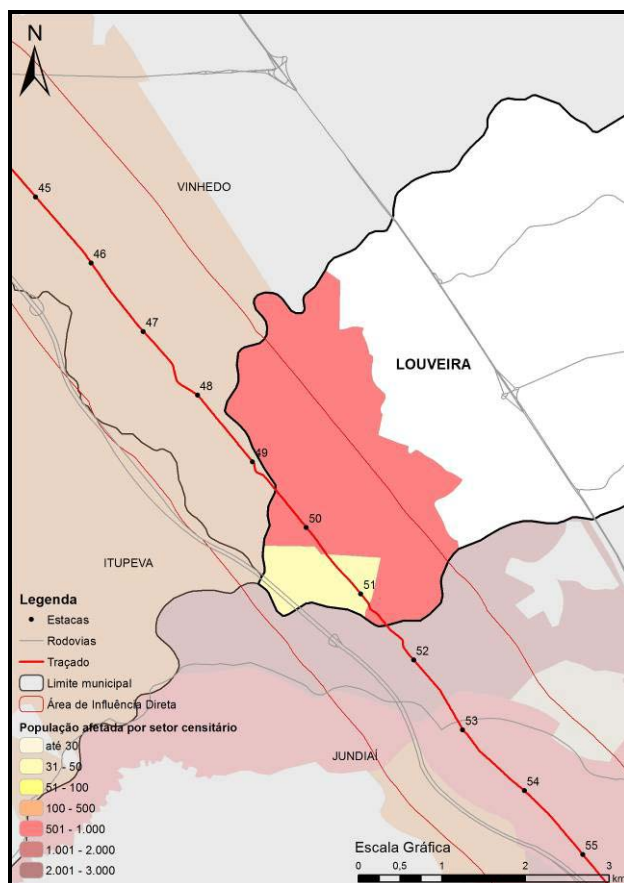 N
VINHEDO
45
46
47
48
LOUVEIRA
49
50
ITUPEVA
51
52
53
JUNDIAÍ
54
55
Legenda
Estacas
Rodovias
Traçado
Limite municipal
Área de Influência Direta
População afetada por setor censitário
até 30
31 - 50
51 - 100
100 - 500
501 - 1.000
1.001 - 2.000
2.001 - 3.000
Escala Gráfica
0 0,5 1 2 3
km